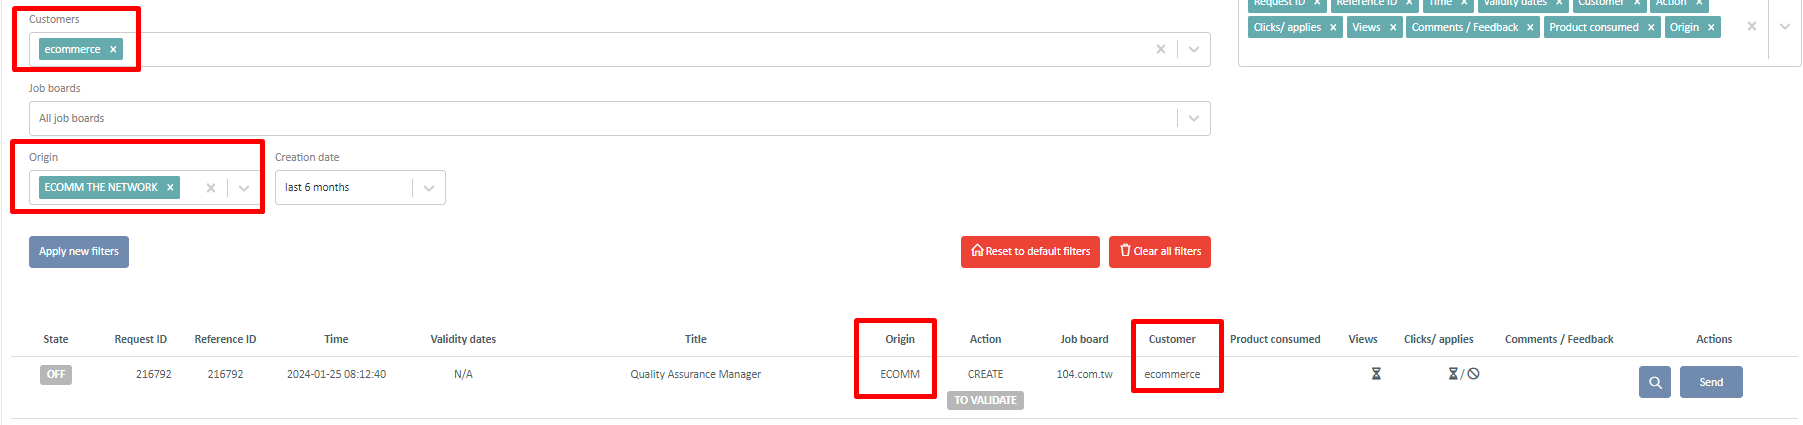 Request ID × Reference ID × Time × Validity dates × Customer × Action ×
Customers
ecommerce ×
Clicks/ applies × Views × Comments / Feedback × Product consumed × Origin ×
Job boards
All job boards
Origin
Creation date
ECOMM THE NETWORK ×
last 6 months
Apply new filters
Reset to default filters
Clear all filters
State Request ID Reference ID Time Validity dates Title Origin Action Job board Customer Product consumed Views Clicks/ applies Comments / Feedback Actions
OFF 216792 216792 2024-01-25 08:12:40 N/A Quality Assurance Manager ECOMM CREATE 104.com.tw ecommerce / Send
TO VALIDATE